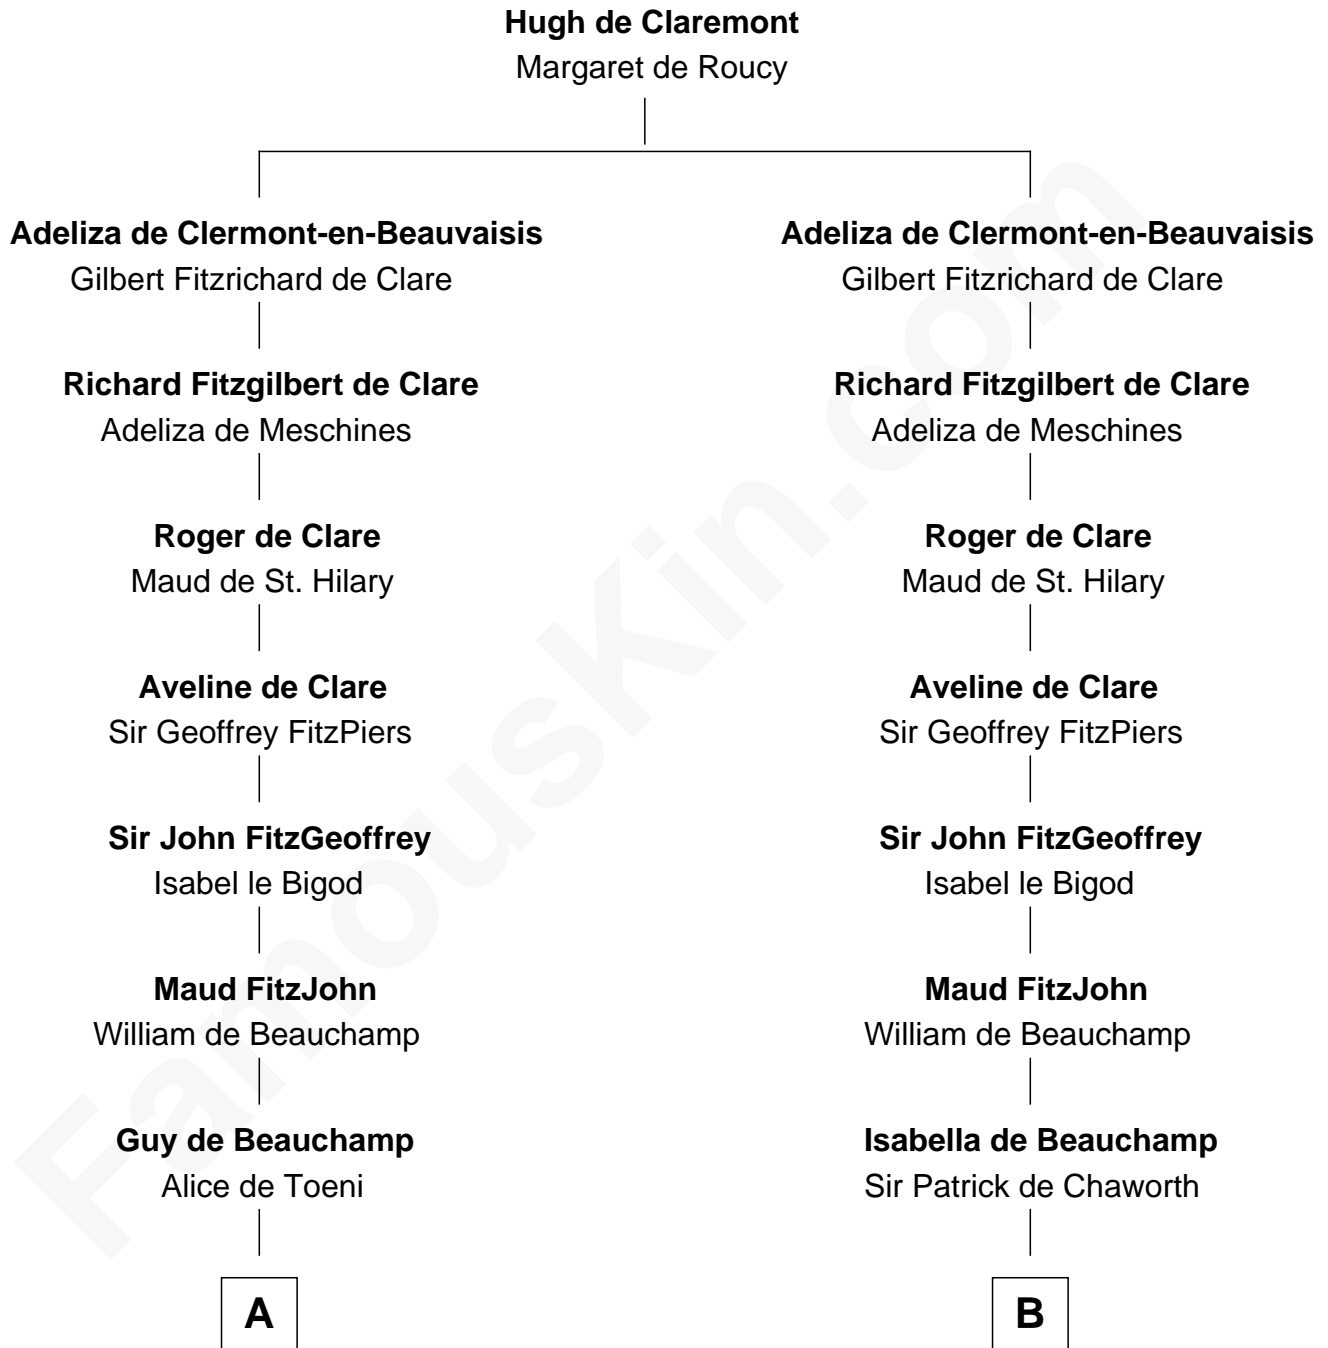 Hugh de Claremont
Margaret de Roucy
Adeliza de Clermont-en-Beauvaisis
Gilbert Fitzrichard de Clare
Adeliza de Clermont-en-Beauvaisis
Gilbert Fitzrichard de Clare
Richard Fitzgilbert de Clare
Adeliza de Meschines
Richard Fitzgilbert de Clare
Adeliza de Meschines
Roger de Clare
Maud de St. Hilary
Roger de Clare
Maud de St. Hilary
Aveline de Clare
Sir Geoffrey FitzPiers
Aveline de Clare
Sir Geoffrey FitzPiers
Sir John FitzGeoffrey
Isabel le Bigod
Sir John FitzGeoffrey
Isabel le Bigod
Maud FitzJohn
William de Beauchamp
Maud FitzJohn
William de Beauchamp
Guy de Beauchamp
Alice de Toeni
Isabella de Beauchamp
Sir Patrick de Chaworth
A
B
FamousKin.com